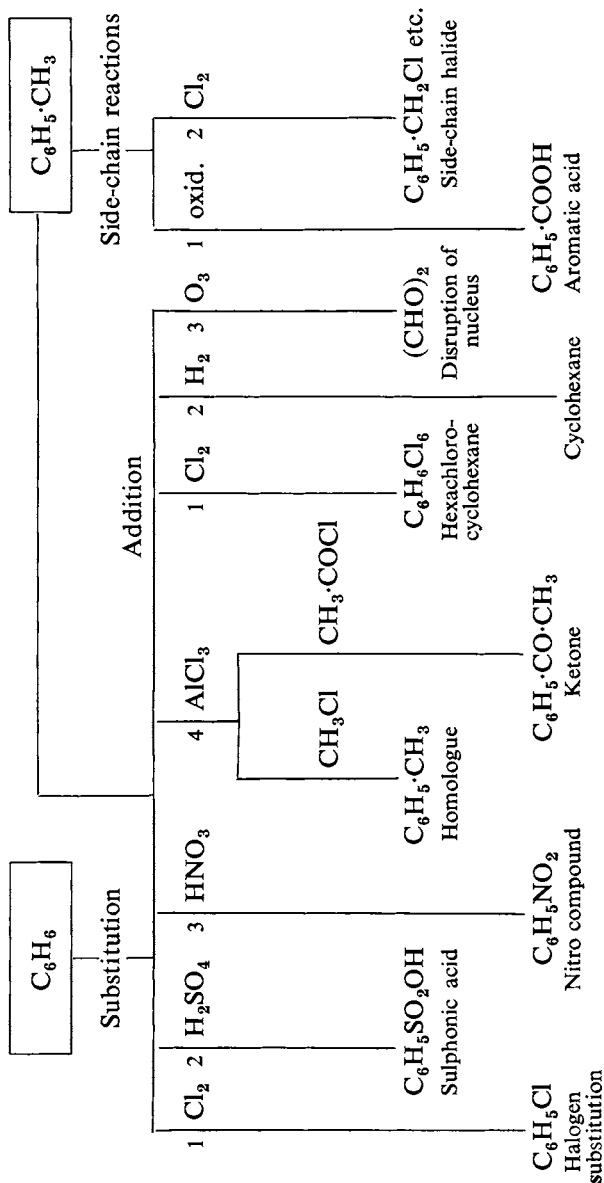 C₆H₆
C₆H₅·CH₃
Substitution
Addition
Side-chain reactions
1 Cl₂
2 H₂SO₄
3 HNO₃
4 AlCl₃
1 Cl₂
2 H₂
3 O₃
1 oxid.
2 Cl₂
CH₃Cl
CH₃·COCl
C₆H₅Cl
Halogen
substitution
C₆H₅SO₂OH
Sulphonic acid
C₆H₅NO₂
Nitro compound
C₆H₅·CH₃
Homologue
C₆H₅·CO·CH₃
Ketone
C₆H₆Cl₆
Hexachloro-
cyclohexane
Cyclohexane
(CHO)₂
Disruption of
nucleus
C₆H₅·COOH
Aromatic acid
C₆H₅·CH₂Cl etc.
Side-chain halide